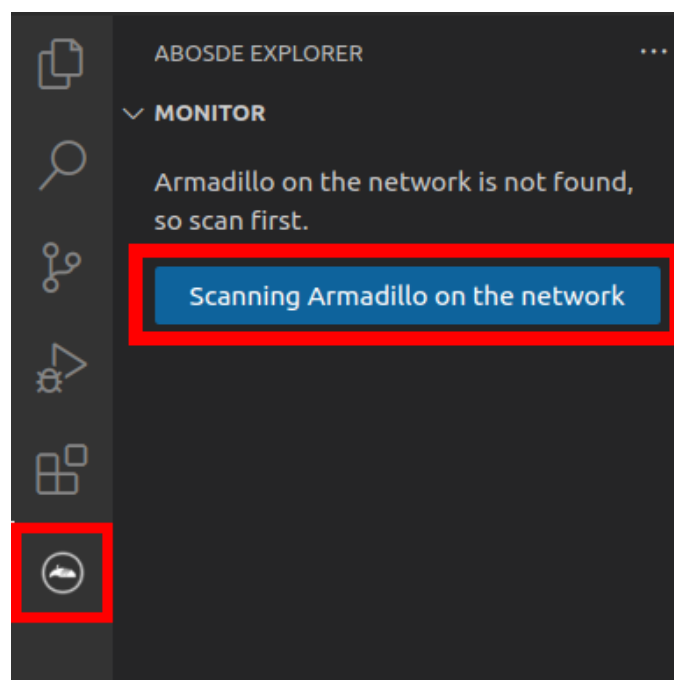 ABOSDE EXPLORER
MONITOR
Armadillo on the network is not found,
so scan first.
Scanning Armadillo on the network